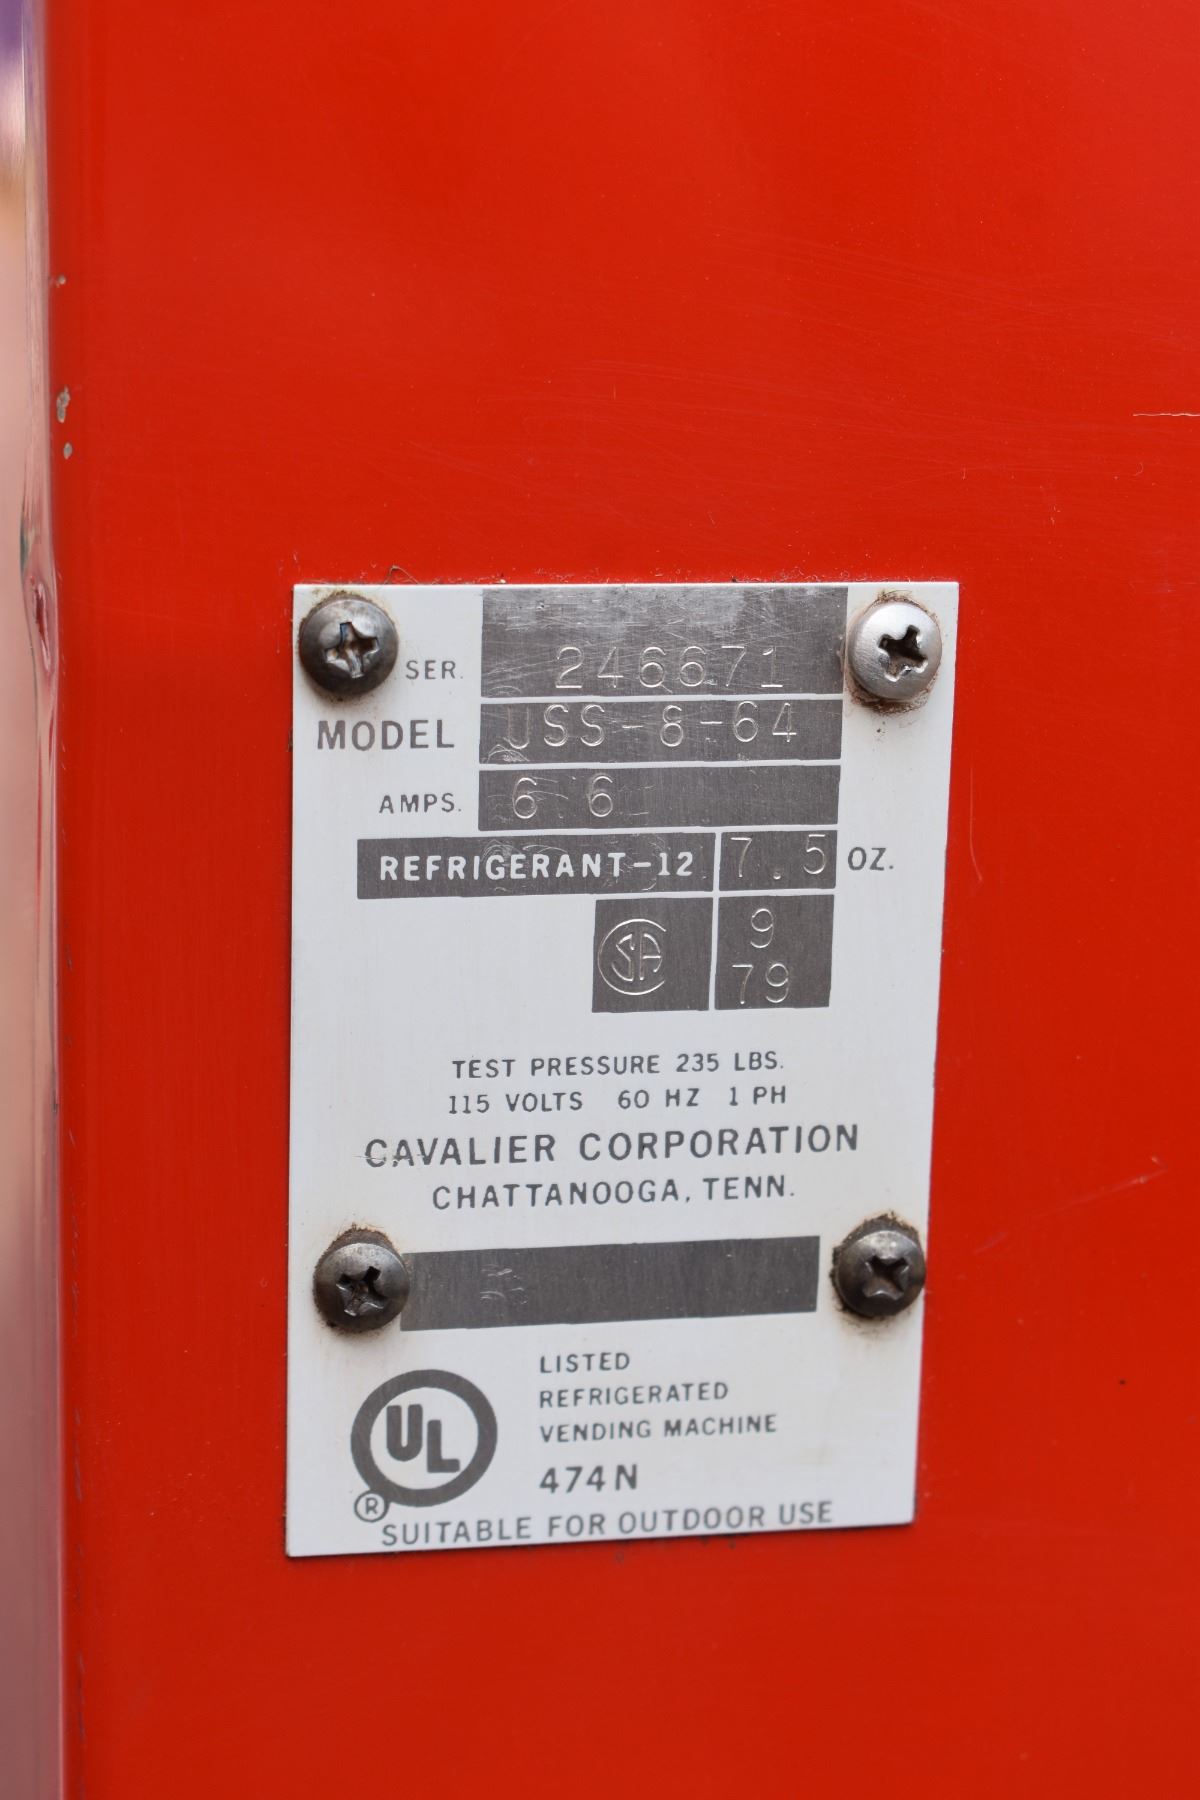 SER. 246671
MODEL USS-8-64
AMPS. 6 6
REFRIGERANT-12 7.5 OZ.
SA 9
79
TEST PRESSURE 235 LBS.
115 VOLTS 60 HZ 1 PH
CAVALIER CORPORATION
CHATTANOOGA, TENN.
LISTED
REFRIGERATED
VENDING MACHINE
UL
474N
®
SUITABLE FOR OUTDOOR USE